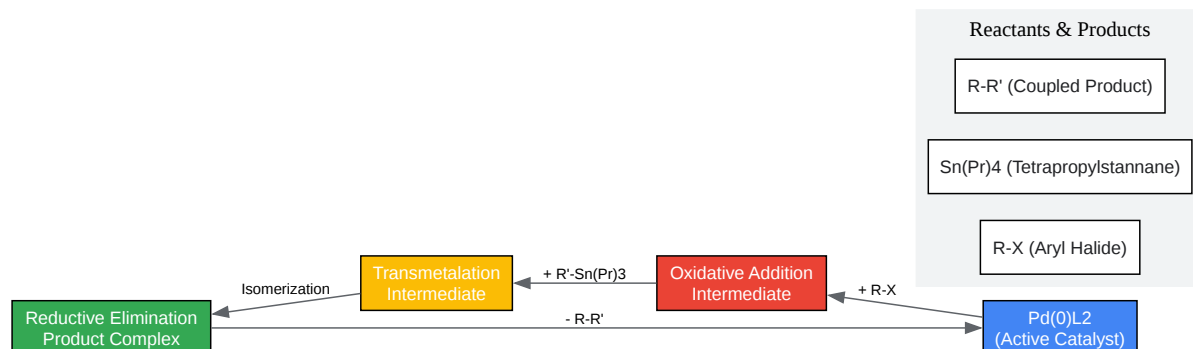 Reactants & Products
R-R' (Coupled Product)
Sn(Pr)4 (Tetrapropylstannane)
R-X (Aryl Halide)
Transmetalation
Intermediate
+ R'-Sn(Pr)3
Oxidative Addition
Intermediate
+ R-X
Isomerization
Reductive Elimination
Product Complex
- R-R'
Pd(0)L2
(Active Catalyst)